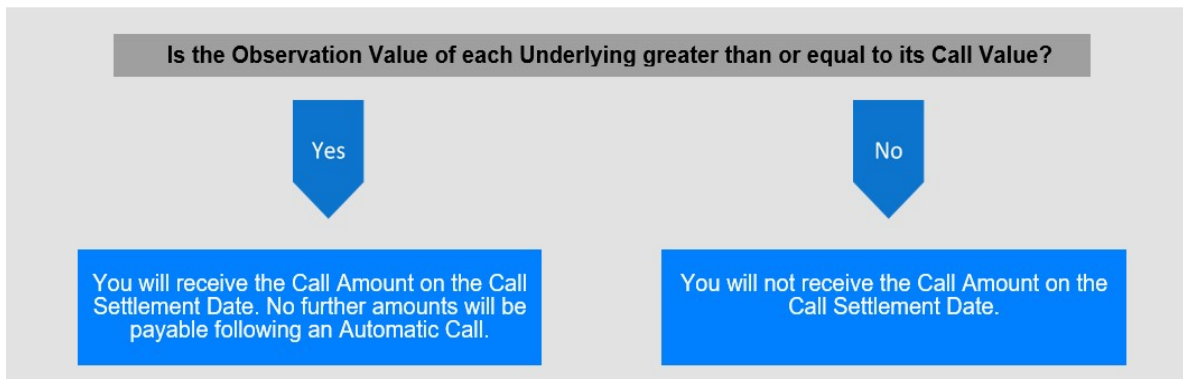 Is the Observation Value of each Underlying greater than or equal to its Call Value?
Yes
No
You will receive the Call Amount on the Call
Settlement Date. No further amounts will be
payable following an Automatic Call.
You will not receive the Call Amount on the
Call Settlement Date.